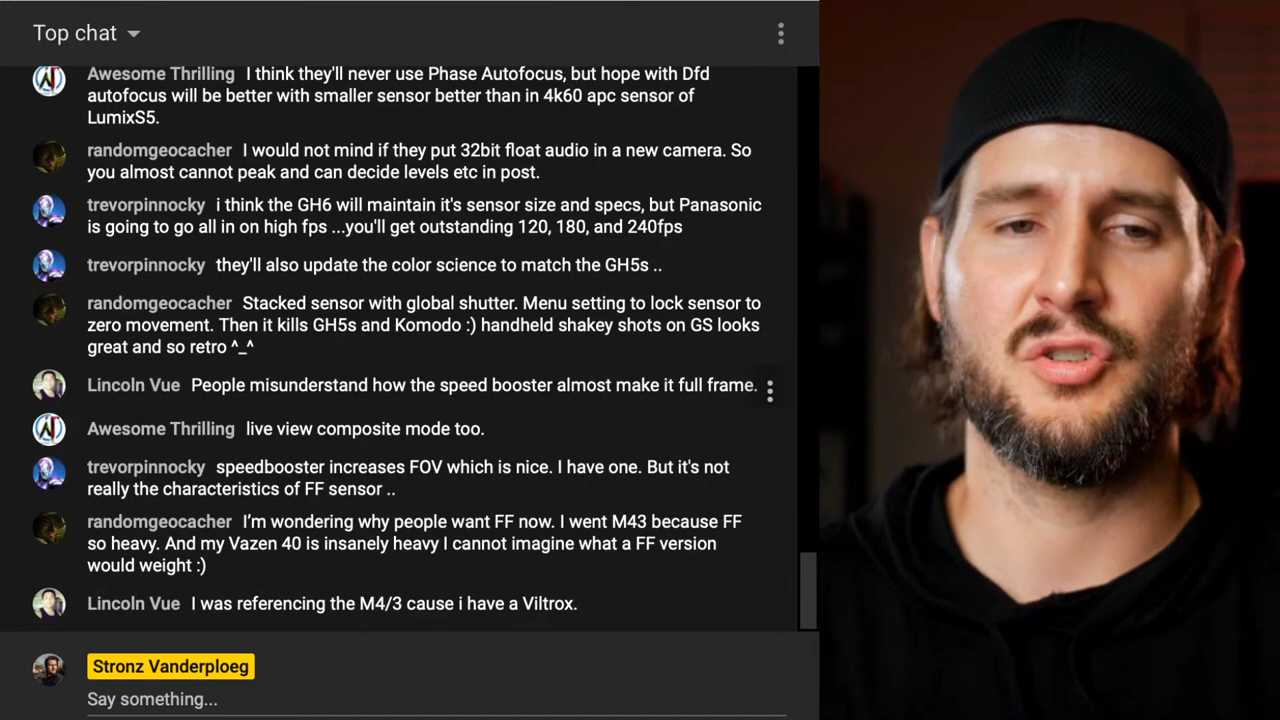 Top chat
Awesome Thrilling I think they'll never use Phase Autofocus, but hope with Dfd
autofocus will be better with smaller sensor better than in 4k60 apc sensor of
LumixS5.
randomgeocacher I would not mind if they put 32bit float audio in a new camera. So
you almost cannot peak and can decide levels etc in post.
trevorpinnocky i think the GH6 will maintain it's sensor size and specs, but Panasonic
is going to go all in on high fps ...you'll get outstanding 120, 180, and 240fps
trevorpinnocky they'll also update the color science to match the GH5s ..
randomgeocacher Stacked sensor with global shutter. Menu setting to lock sensor to
zero movement. Then it kills GH5s and Komodo :) handheld shakey shots on GS looks
great and so retro ^_^
Lincoln Vue People misunderstand how the speed booster almost make it full frame.
Awesome Thrilling live view composite mode too.
trevorpinnocky speedbooster increases FOV which is nice. I have one. But it's not
really the characteristics of FF sensor ..
randomgeocacher I'm wondering why people want FF now. I went M43 because FF
so heavy. And my Vazen 40 is insanely heavy I cannot imagine what a FF version
would weight :)
Lincoln Vue I was referencing the M4/3 cause i have a Viltrox.
Stronz Vanderploeg
Say something...